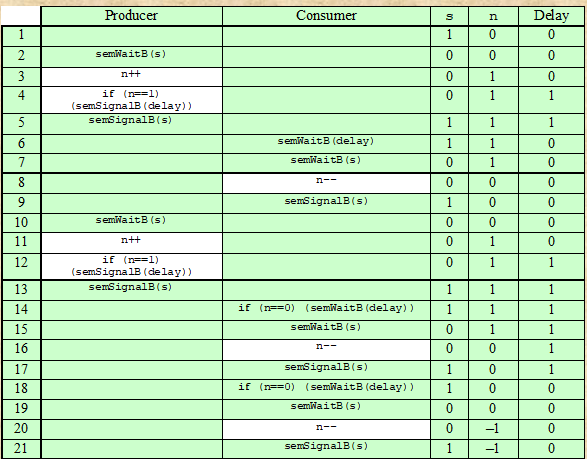 Producer Consumer s n Delay
1 1 0 0
2 semWaitB(s) 0 0 0
3 n++ 0 1 0
4 if (n==1) (semSignalB(delay)) 0 1 1
5 semSignalB(s) 1 1 1
6 semWaitB(delay) 1 1 0
7 semWaitB(s) 0 1 0
8 n-- 0 0 0
9 semSignalB(s) 1 0 0
10 semWaitB(s) 0 0 0
11 n++ 0 1 0
12 if (n==1) (semSignalB(delay)) 0 1 1
13 semSignalB(s) 1 1 1
14 if (n==0) (semWaitB(delay)) 1 1 1
15 semWaitB(s) 0 1 1
16 n-- 0 0 1
17 semSignalB(s) 1 0 1
18 if (n==0) (semWaitB(delay)) 1 0 0
19 semWaitB(s) 0 0 0
20 n-- 0 –1 0
21 semSignalB(s) 1 –1 0